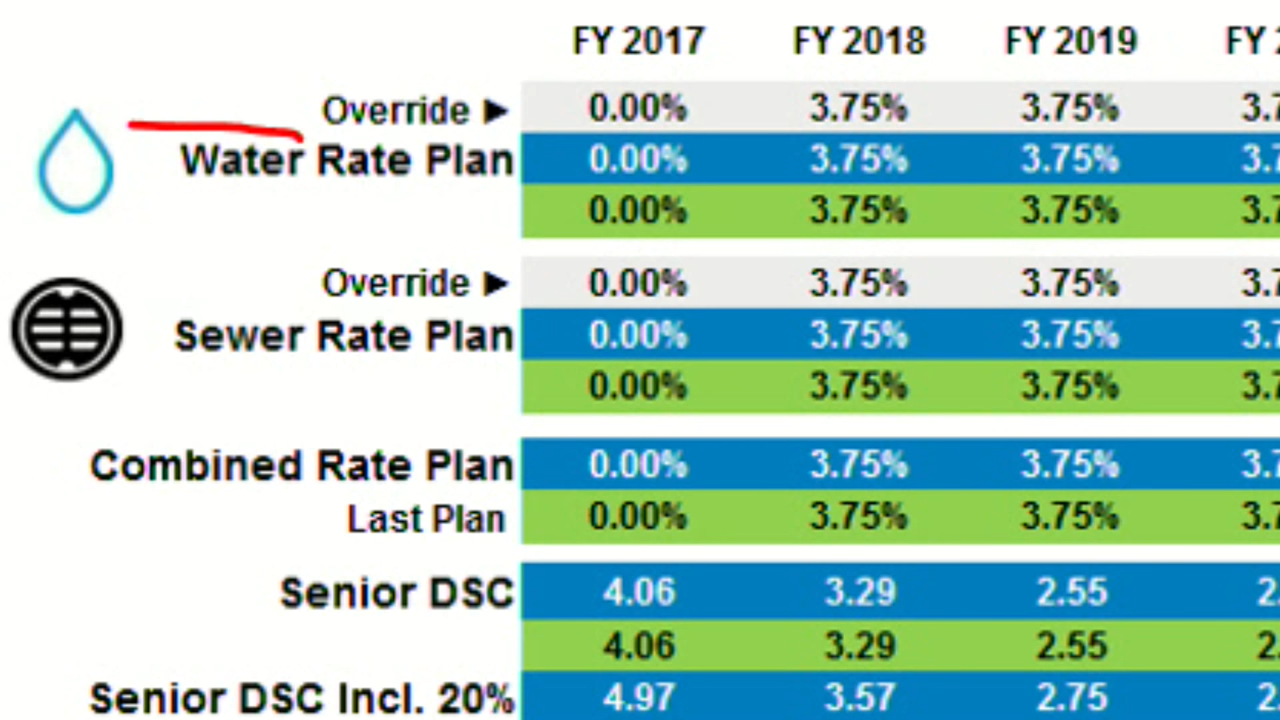 FY 2017 FY 2018 FY 2019 FY
Override ► 0.00% 3.75% 3.75%
Water Rate Plan 0.00% 3.75% 3.75%
0.00% 3.75% 3.75%
Override ► 0.00% 3.75% 3.75%
Sewer Rate Plan 0.00% 3.75% 3.75%
0.00% 3.75% 3.75%
Combined Rate Plan 0.00% 3.75% 3.75%
Last Plan 0.00% 3.75% 3.75%
Senior DSC 4.06 3.29 2.55
4.06 3.29 2.55
Senior DSC Incl. 20% 4.97 3.57 2.75